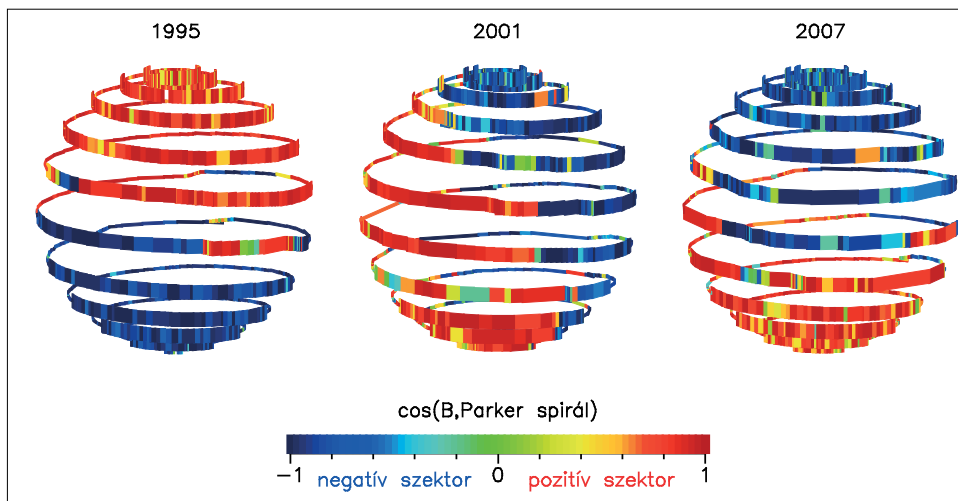 1995 2001 2007
cos(B,Parker spirál)
−1 0 1
negatív szektor pozitív szektor